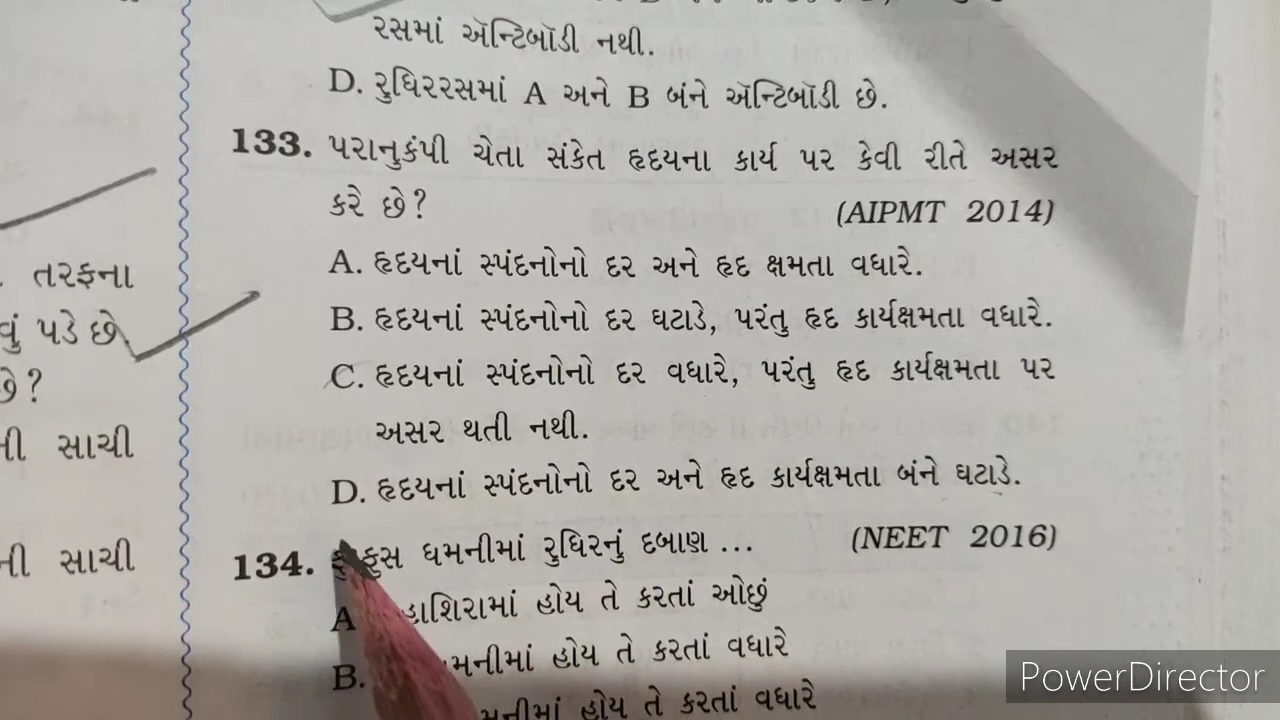 તરફના
પડે છે
છે?
સાચી
સાચી
રસમાં ઍન્ટિબૉડી નથી.
D. રુધિરરસમાં A અને B બંને ઍન્ટિબૉડી છે.
133. પરાનુકંપી ચેતા સંકેત હૃદયના કાર્ય પર કેવી રીતે અસર
કરે છે? (AIPMT 2014)
A. હૃદયનાં સ્પંદનોનો દર અને હૃદ ક્ષમતા વધારે.
B. હૃદયનાં સ્પંદનોનો દર ઘટાડે, પરંતુ હૃદ કાર્યક્ષમતા વધારે.
C. હૃદયનાં સ્પંદનોનો દર વધારે, પરંતુ હૃદ કાર્યક્ષમતા પર
અસર થતી નથી.
D. હૃદયનાં સ્પંદનોનો દર અને હૃદ કાર્યક્ષમતા બંને ઘટાડે.
134. ધમનીમાં રુધિરનું દબાણ ... (NEET 2016)
A હોય તે કરતાં ઓછું
B. હોય તે કરતાં વધારે
હોય તે કરતાં વધારે
PowerDirector